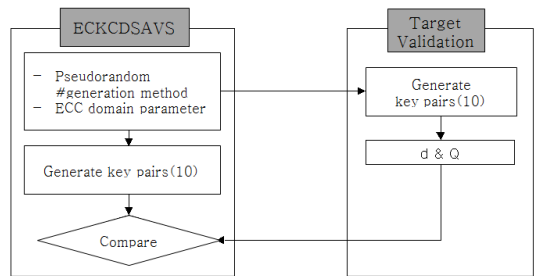 ECKCDSAVS
- Pseudorandom
#generation method
- ECC domain parameter
Generate key pairs(10)
Compare
Target
Validation
Generate
key pairs(10)
d & Q